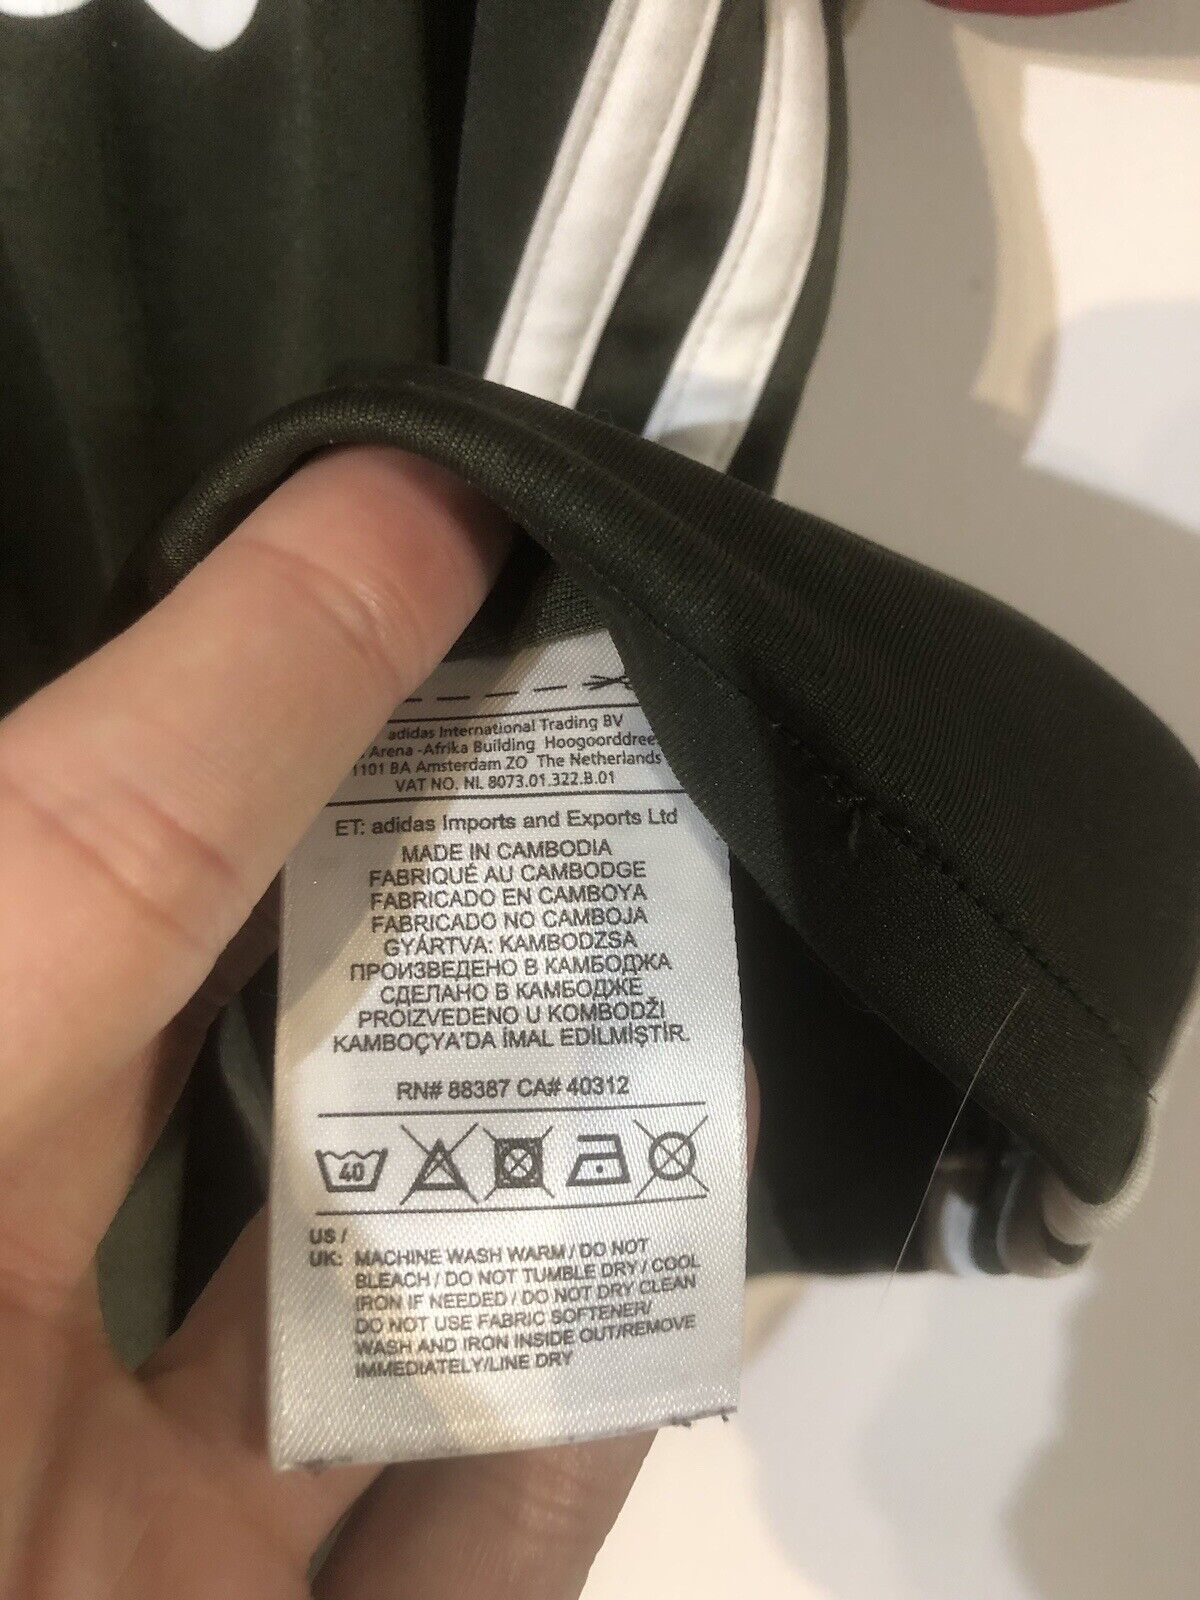 adidas International Trading BV
Arena -Afrika Building Hoogoorddree
1101 BA Amsterdam ZO The Netherlands
VAT NO. NL 8073.01.322.B.01
ET: adidas Imports and Exports Ltd
MADE IN CAMBODIA
FABRIQUÉ AU CAMBODGE
FABRICADO EN CAMBOYA
FABRICADO NO CAMBOJA
GYÁRTVA: KAMBODZSA
ПРОИЗВЕДЕНО В КАМБОДЖА
СДЕЛАНО В КАМБОДЖЕ
PROIZVEDENO U KOMBODŽI
KAMBOÇYA'DA İMAL EDİLMİŞTİR.
RN# 88387 CA# 40312
40
US /
UK: MACHINE WASH WARM / DO NOT
BLEACH / DO NOT TUMBLE DRY / COOL
IRON IF NEEDED / DO NOT DRY CLEAN
DO NOT USE FABRIC SOFTENER/
WASH AND IRON INSIDE OUT/REMOVE
IMMEDIATELY/LINE DRY